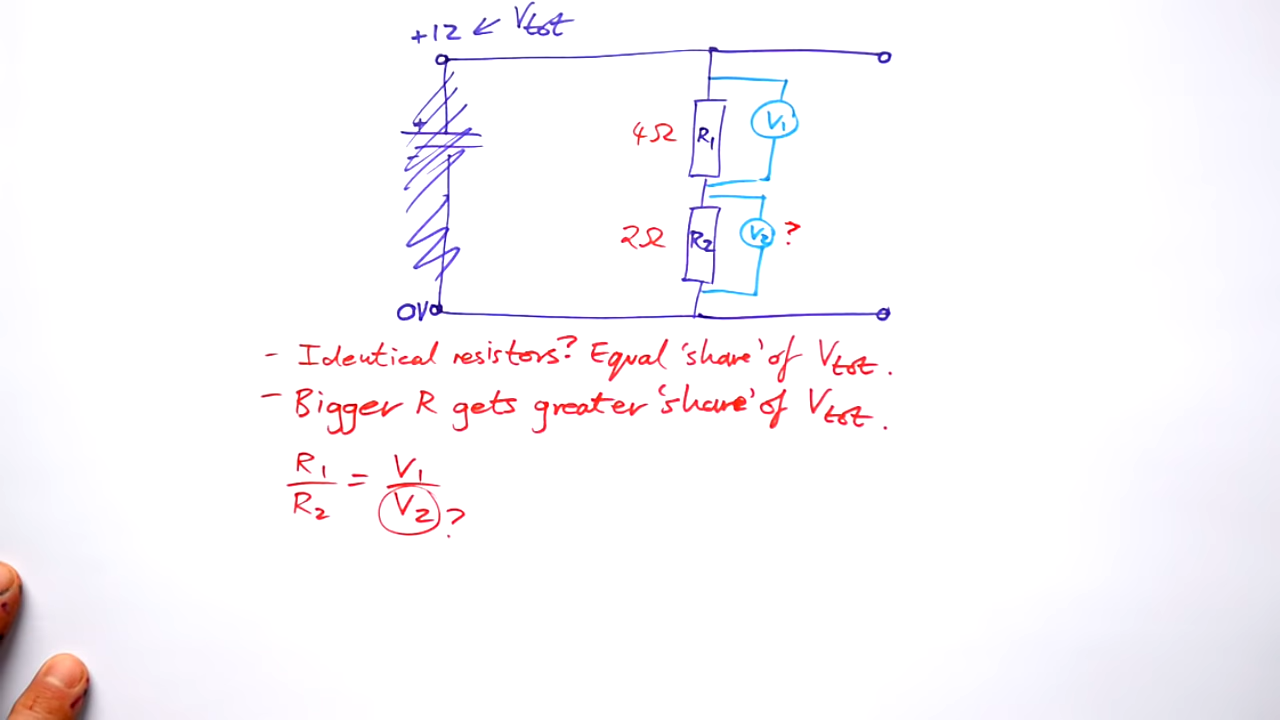 +12 ↙ Vtot
+
-
4Ω R1 V1
2Ω R2 V2 ?
0V
- Identical resistors? Equal 'share' of Vtot.
- Bigger R gets greater 'share' of Vtot.
R1 = V1
R2 V2 ?